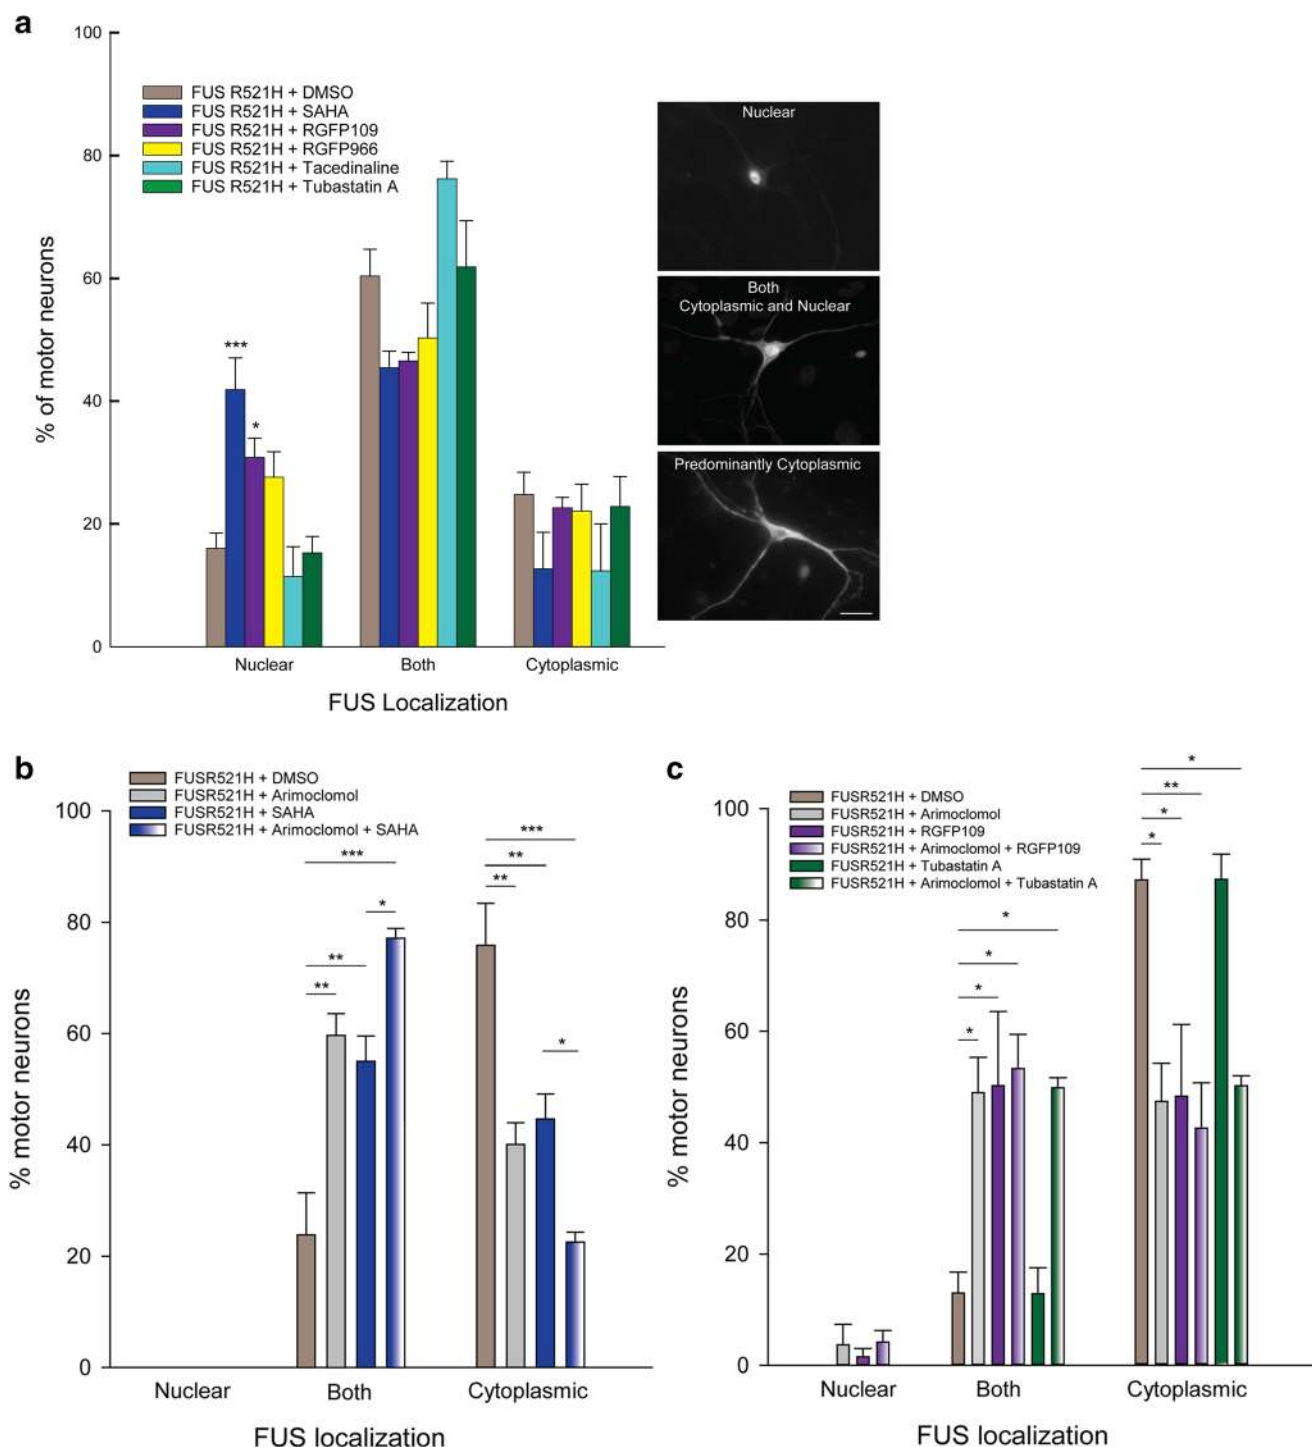 a
100
80
60
40
20
0
% of motor neurons
FUS R521H + DMSO
FUS R521H + SAHA
FUS R521H + RGFP109
FUS R521H + RGFP966
FUS R521H + Tacedinaline
FUS R521H + Tubastatin A
***
*
Nuclear
Both
Cytoplasmic
FUS Localization
Nuclear
Both
Cytoplasmic and Nuclear
Predominantly Cytoplasmic
b
FUSR521H + DMSO
FUSR521H + Arimoclomol
FUSR521H + SAHA
FUSR521H + Arimoclomol + SAHA
100
80
60
40
20
0
% motor neurons
***
*
**
**
***
**
**
*
Nuclear
Both
Cytoplasmic
FUS localization
c
FUSR521H + DMSO
FUSR521H + Arimoclomol
FUSR521H + RGFP109
FUSR521H + Arimoclomol + RGFP109
FUSR521H + Tubastatin A
FUSR521H + Arimoclomol + Tubastatin A
100
80
60
40
20
0
% motor neurons
*
*
*
*
*
**
*
*
Nuclear
Both
Cytoplasmic
FUS localization